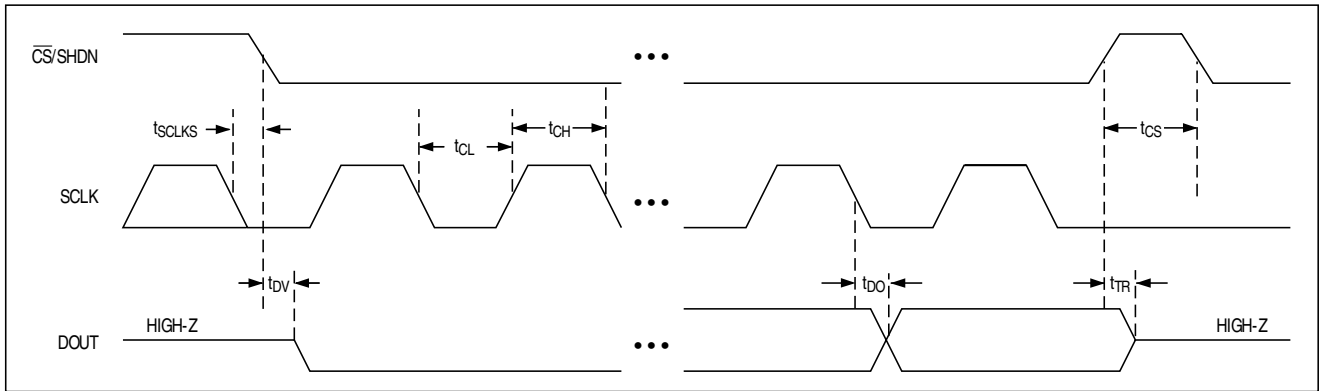 CS/SHDN
tSCLKS
tCL
tCH
tCS
SCLK
tDV
tDO
tTR
HIGH-Z
HIGH-Z
DOUT